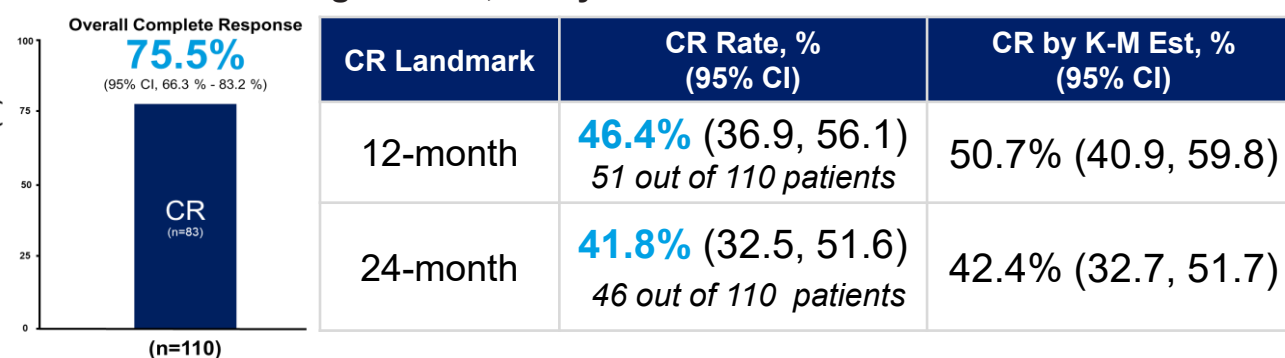 Overall Complete Response
75.5%
(95% CI, 66.3 % - 83.2 %)
100
75
50
25
0
CR
(n=83)
(n=110)
CR Landmark
CR Rate, %
(95% CI)
CR by K-M Est, %
(95% CI)
12-month
46.4% (36.9, 56.1)
51 out of 110 patients
50.7% (40.9, 59.8)
24-month
41.8% (32.5, 51.6)
46 out of 110 patients
42.4% (32.7, 51.7)